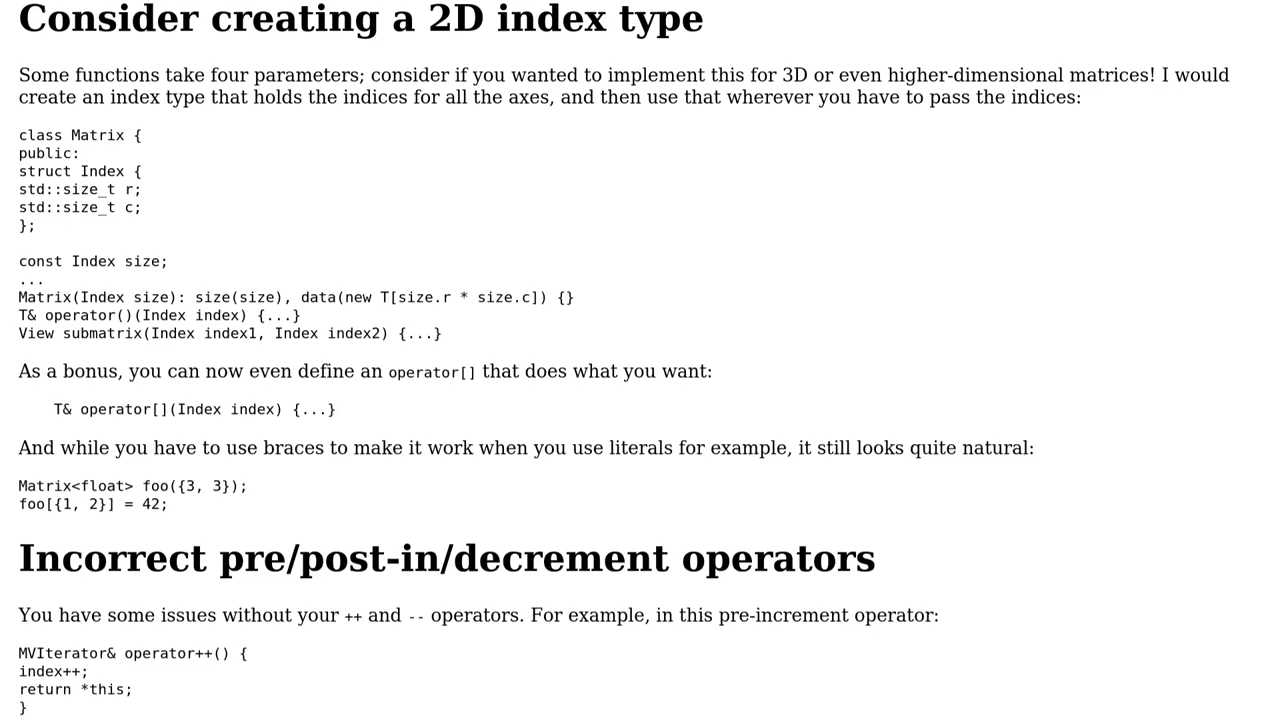 Consider creating a 2D index type
Some functions take four parameters; consider if you wanted to implement this for 3D or even higher-dimensional matrices! I would
create an index type that holds the indices for all the axes, and then use that wherever you have to pass the indices:
class Matrix {
public:
struct Index {
std::size_t r;
std::size_t c;
};
const Index size;
...
Matrix(Index size): size(size), data(new T[size.r * size.c]) {}
T& operator()(Index index) {...}
View submatrix(Index index1, Index index2) {...}
As a bonus, you can now even define an operator[] that does what you want:
T& operator[](Index index) {...}
And while you have to use braces to make it work when you use literals for example, it still looks quite natural:
Matrix<float> foo({3, 3});
foo[{1, 2}] = 42;
Incorrect pre/post-in/decrement operators
You have some issues without your ++ and -- operators. For example, in this pre-increment operator:
MVIterator& operator++() {
index++;
return *this;
}